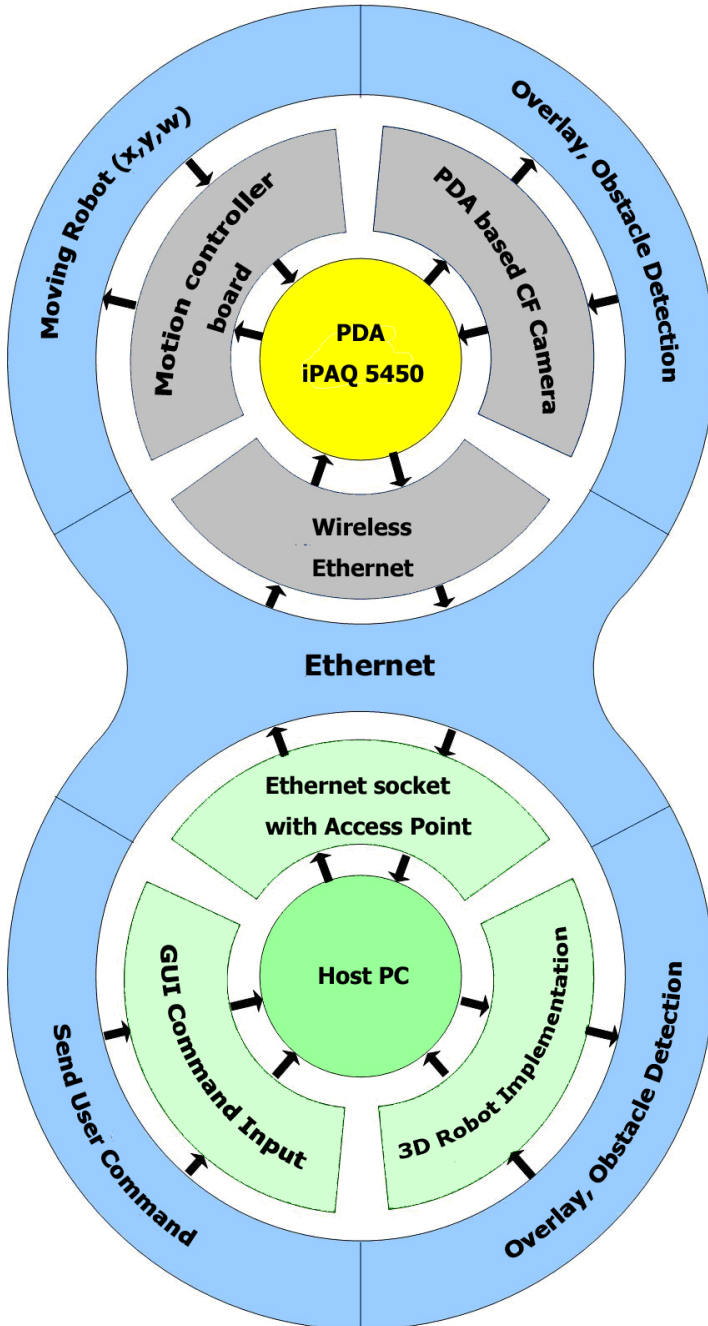 Moving Robot (x,y,w)
Overlay, Obstacle Detection
Motion controller
board
PDA based CF Camera
PDA
iPAQ 5450
Wireless
Ethernet
Ethernet
Ethernet socket
with Access Point
GUI Command Input
Host PC
3D Robot Implementation
Send User Command
Overlay, Obstacle Detection